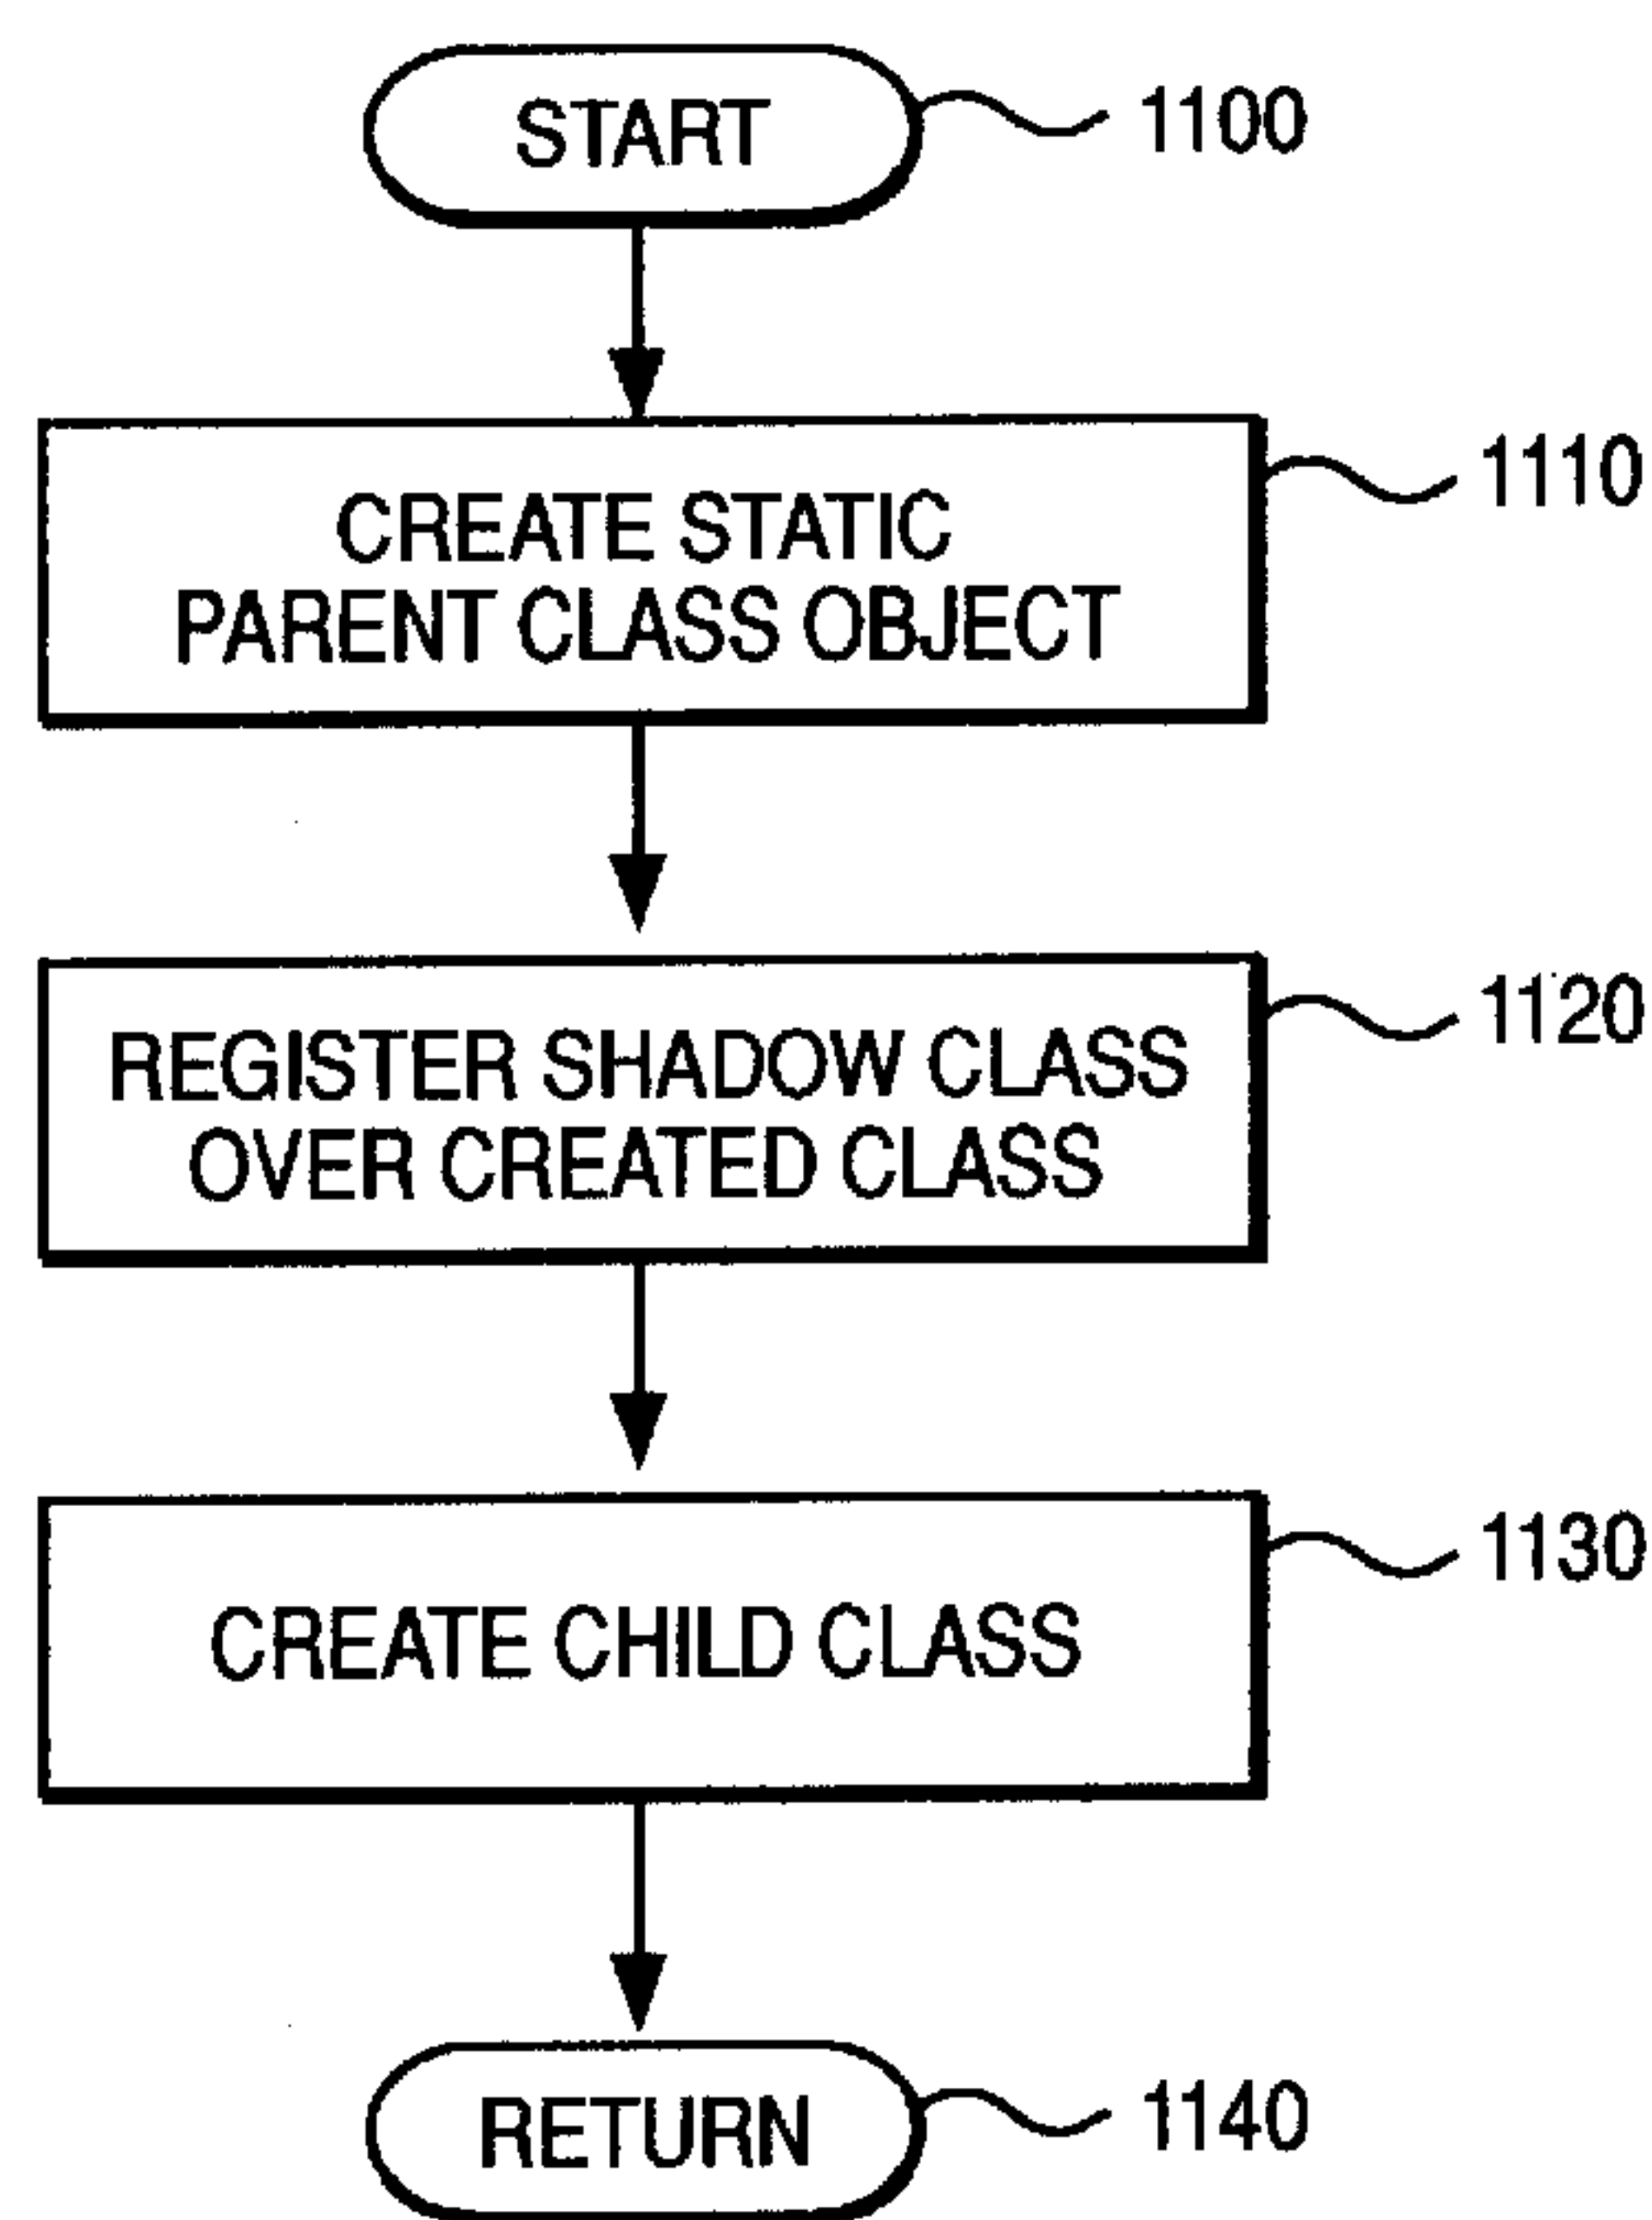 START
1100
CREATE STATIC
PARENT CLASS OBJECT
1110
REGISTER SHADOW CLASS
OVER CREATED CLASS
1120
CREATE CHILD CLASS
1130
RETURN
1140